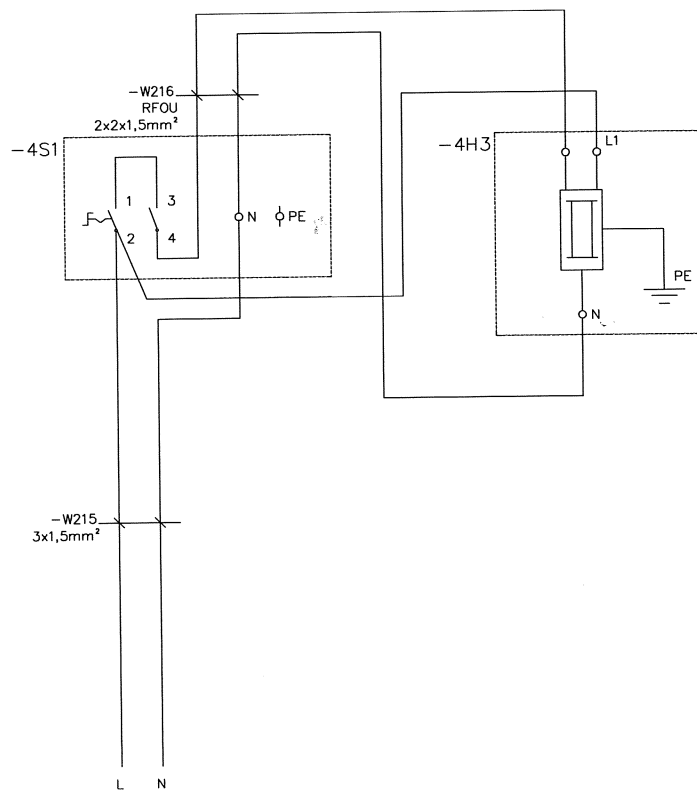 -W216
RFOU
2x2x1,5mm²
-4S1
1
3
2
4
N
PE
-4H3
L1
PE
N
-W215
3x1,5mm²
L
N